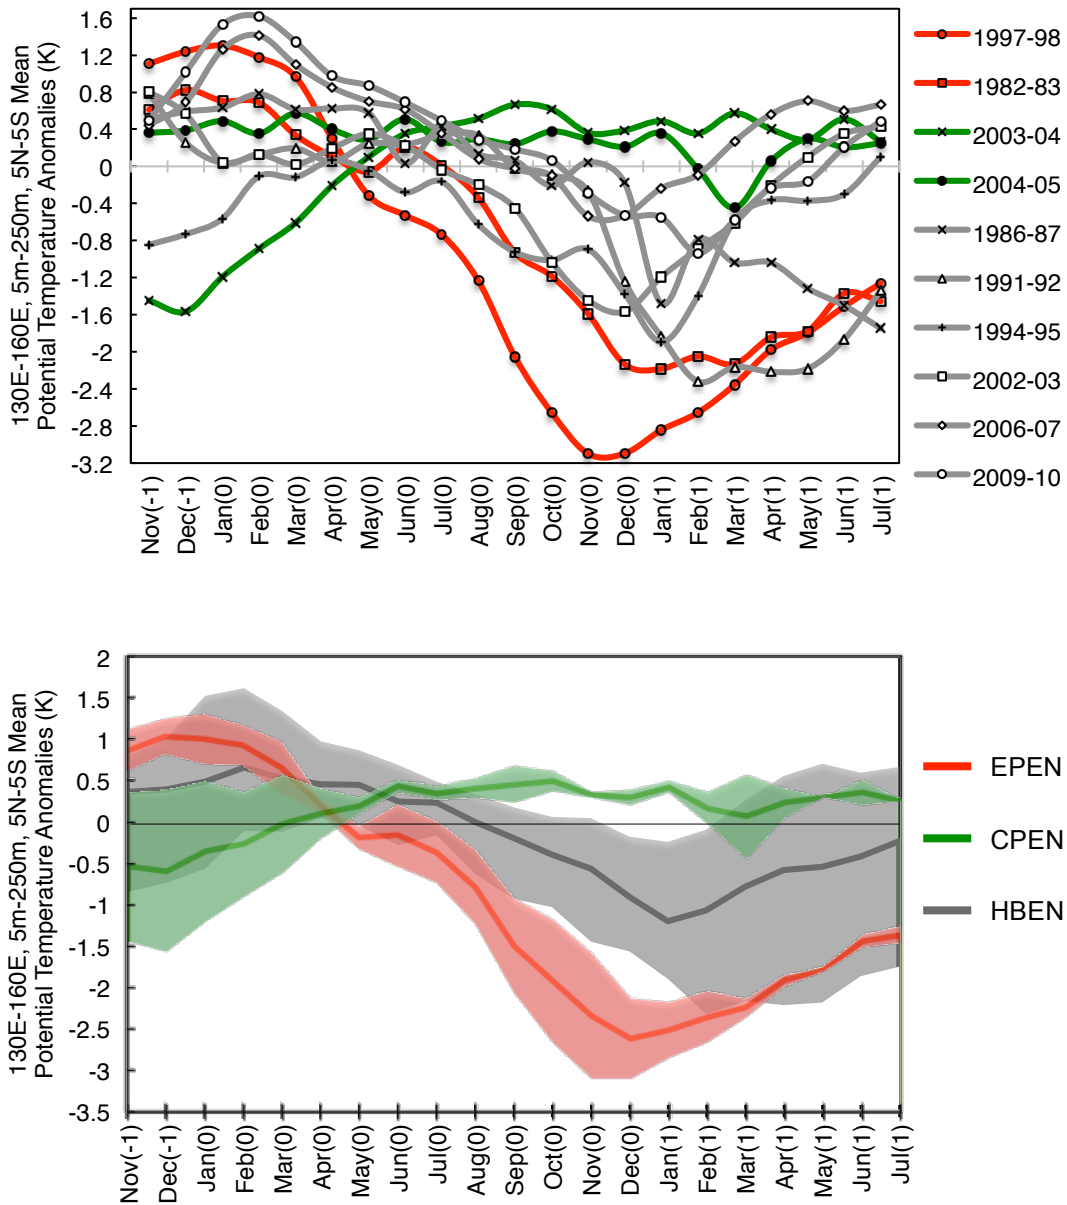 130E-160E, 5m-250m, 5N-5S Mean
Potential Temperature Anomalies (K)
1.6
1.2
0.8
0.4
0
-0.4
-0.8
-1.2
-1.6
-2
-2.4
-2.8
-3.2
Nov(-1)
Dec(-1)
Jan(0)
Feb(0)
Mar(0)
Apr(0)
May(0)
Jun(0)
Jul(0)
Aug(0)
Sep(0)
Oct(0)
Nov(0)
Dec(0)
Jan(1)
Feb(1)
Mar(1)
Apr(1)
May(1)
Jun(1)
Jul(1)
1997-98
1982-83
2003-04
2004-05
1986-87
1991-92
1994-95
2002-03
2006-07
2009-10
130E-160E, 5m-250m, 5N-5S Mean
Potential Temperature Anomalies (K)
2
1.5
1
0.5
0
-0.5
-1
-1.5
-2
-2.5
-3
-3.5
Nov(-1)
Dec(-1)
Jan(0)
Feb(0)
Mar(0)
Apr(0)
May(0)
Jun(0)
Jul(0)
Aug(0)
Sep(0)
Oct(0)
Nov(0)
Dec(0)
Jan(1)
Feb(1)
Mar(1)
Apr(1)
May(1)
Jun(1)
Jul(1)
EPEN
CPEN
HBEN